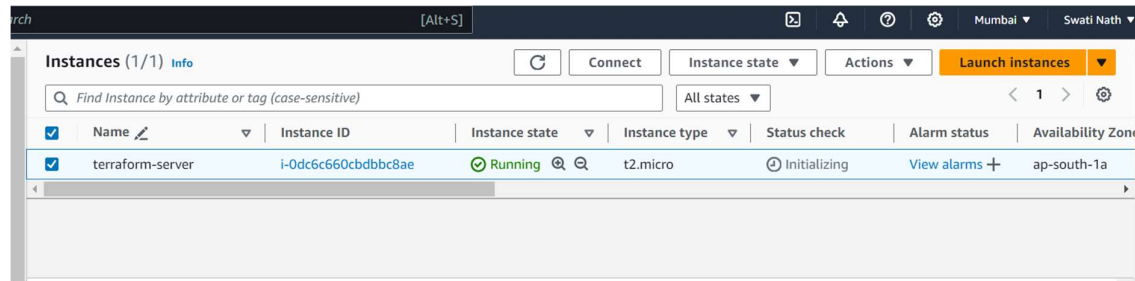 rch [Alt+S] Mumbai Swati Nath
Instances (1/1) Info Connect Instance state Actions Launch instances
Find Instance by attribute or tag (case-sensitive) All states 1
Name Instance ID Instance state Instance type Status check Alarm status Availability Zone
terraform-server i-0dc6c660cbdbbc8ae Running t2.micro Initializing View alarms + ap-south-1a